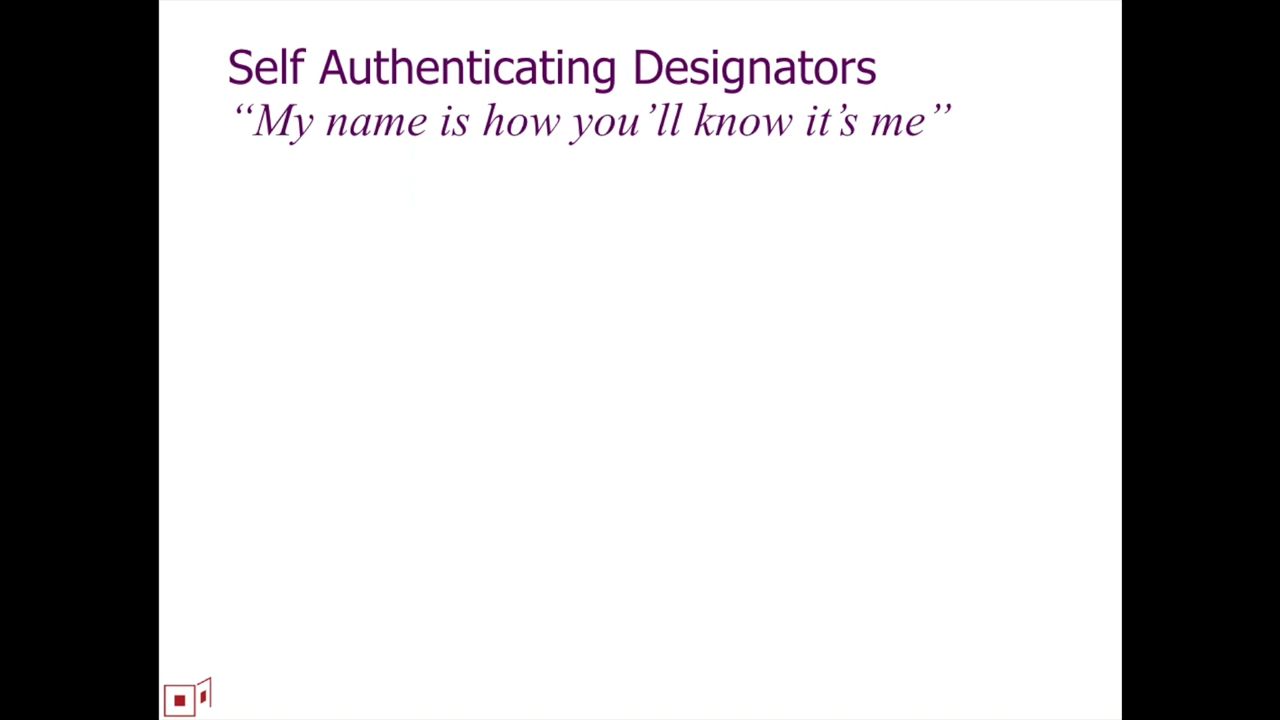 Self Authenticating Designators
“My name is how you’ll know it’s me”